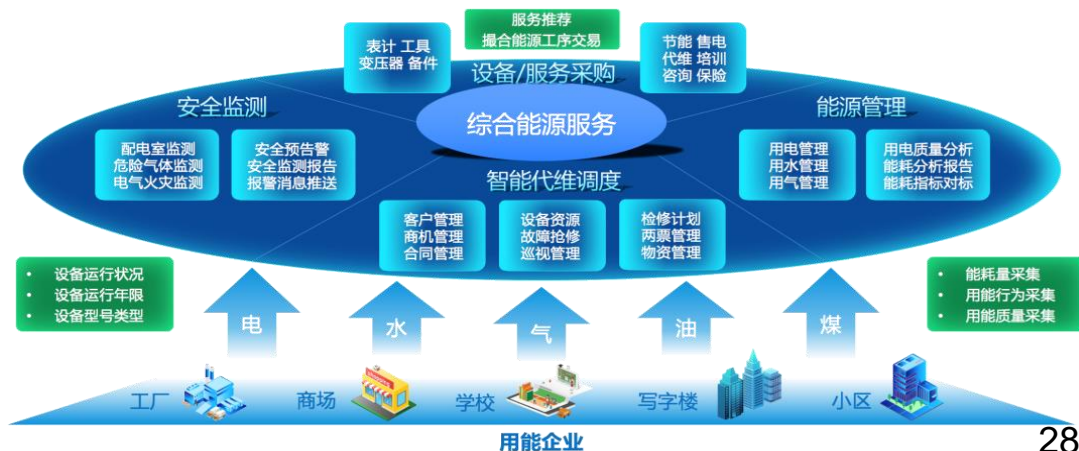 服务推荐
撮合能源工序交易
表计 工具
变压器 备件
节能 售电
代维 培训
咨询 保险
设备/服务采购
安全监测
综合能源服务
能源管理
配电室监测
危险气体监测
电气火灾监测
安全预告警
安全监测报告
报警消息推送
用电管理
用水管理
用气管理
用电质量分析
能耗分析报告
能耗指标对标
智能代维调度
客户管理
商机管理
合同管理
设备资源
故障抢修
巡视管理
检修计划
两票管理
物资管理
• 设备运行状况
• 设备运行年限
• 设备型号类型
• 能耗量采集
• 用能行为采集
• 用能质量采集
电
水
气
油
煤
工厂
商场
学校
写字楼
小区
用能企业
28